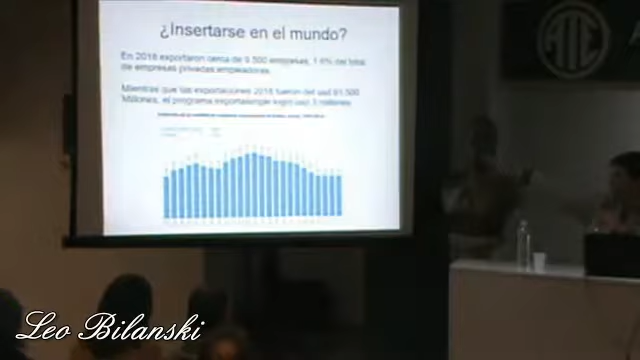 ¿Insertarse en el mundo?
En 2018 exportaron cerca de 9.500 empresas, 1.6% del total
de empresas privadas empleadoras.
Mientras que las exportaciones 2018 fueron de usd 61.500
Millones, el programa exportasimple logró usd 3 millones
ATE
Leo Bilanski